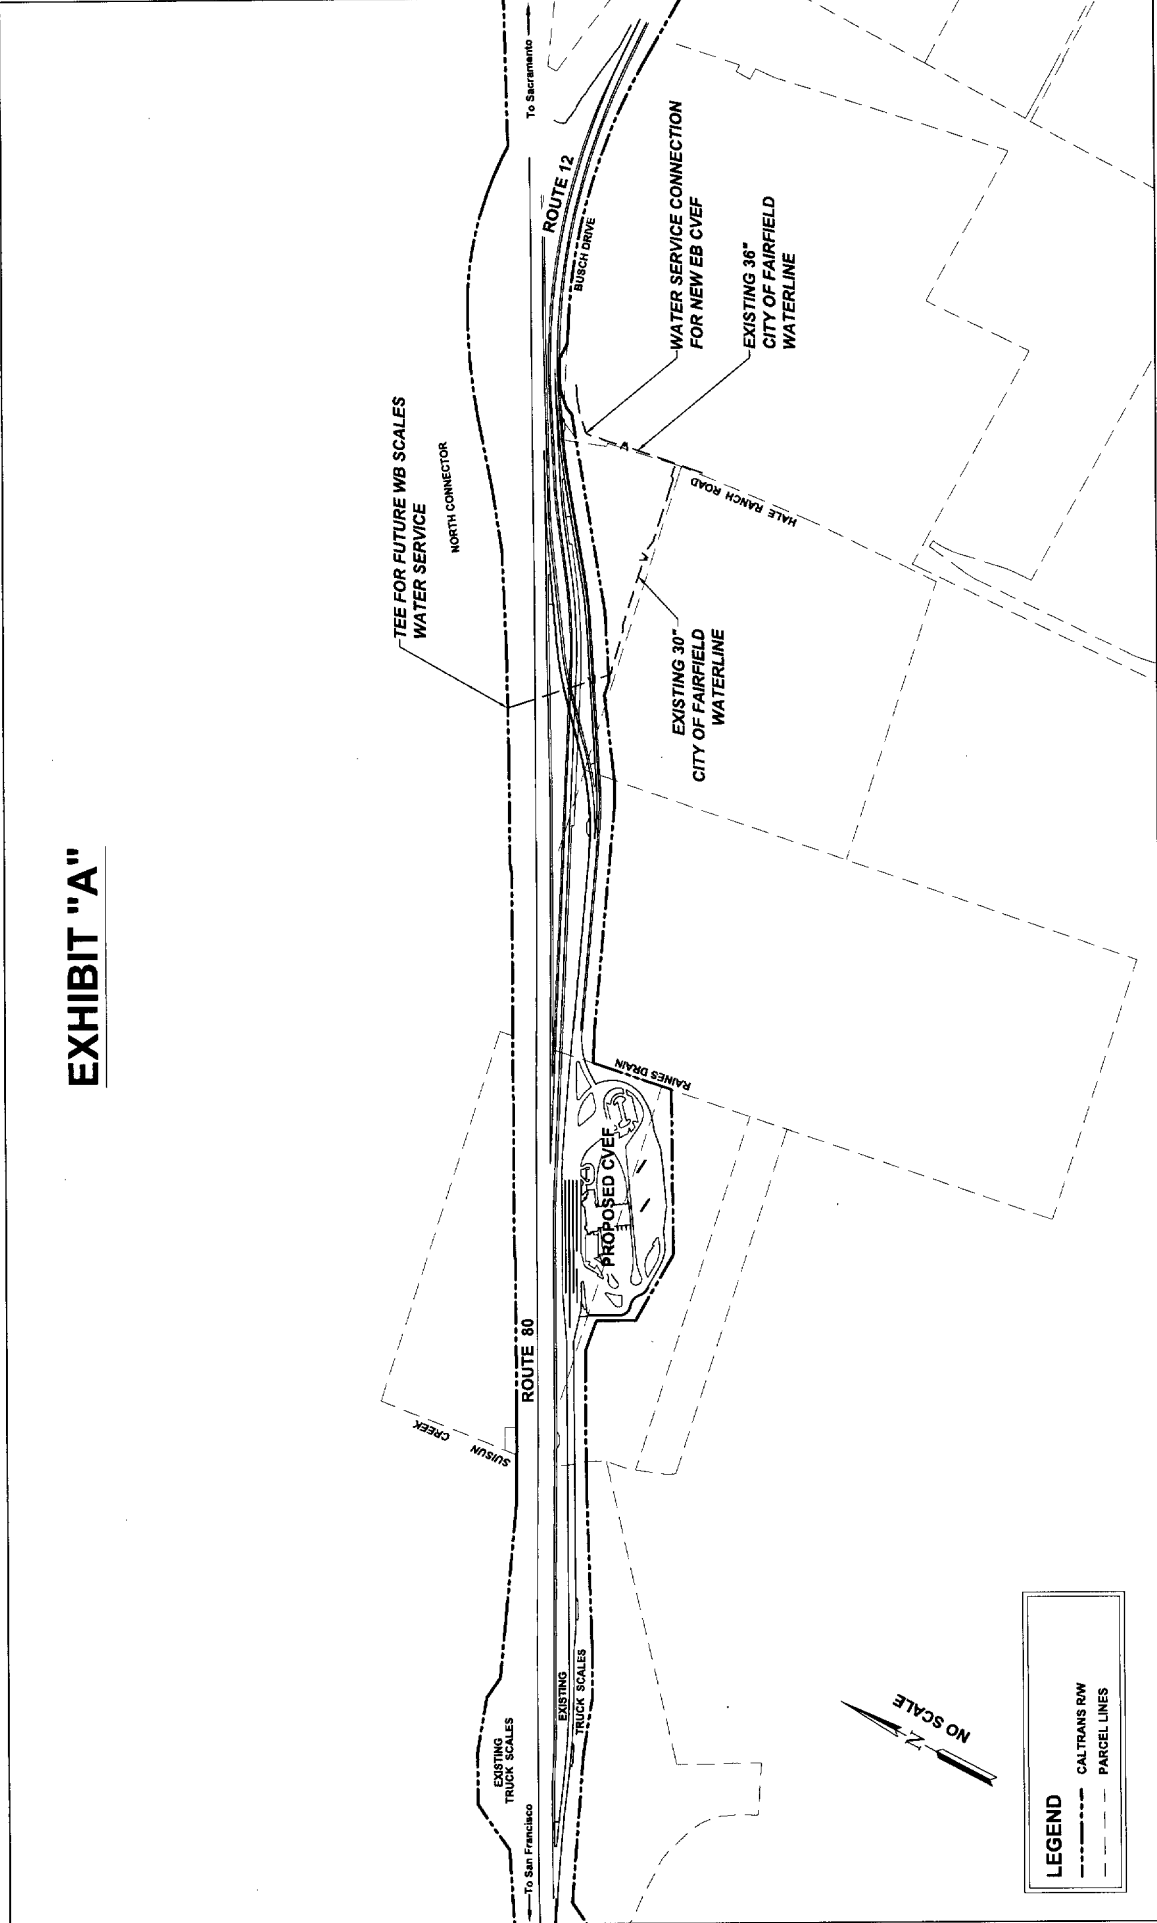 EXHIBIT "A"
TEE FOR FUTURE WB SCALES
WATER SERVICE
NORTH CONNECTOR
To Sacramento
ROUTE 12
BUSCH DRIVE
WATER SERVICE CONNECTION
FOR NEW EB CVEF
EXISTING 36"
CITY OF FAIRFIELD
WATERLINE
HALE RANCH ROAD
EXISTING 30"
CITY OF FAIRFIELD
WATERLINE
RAINES DRAIN
PROPOSED CVEF
ROUTE 80
SUISUN CREEK
EXISTING
TRUCK SCALES
EXISTING
TRUCK SCALES
To San Francisco
N
NO SCALE
LEGEND
CALTRANS R/W
PARCEL LINES